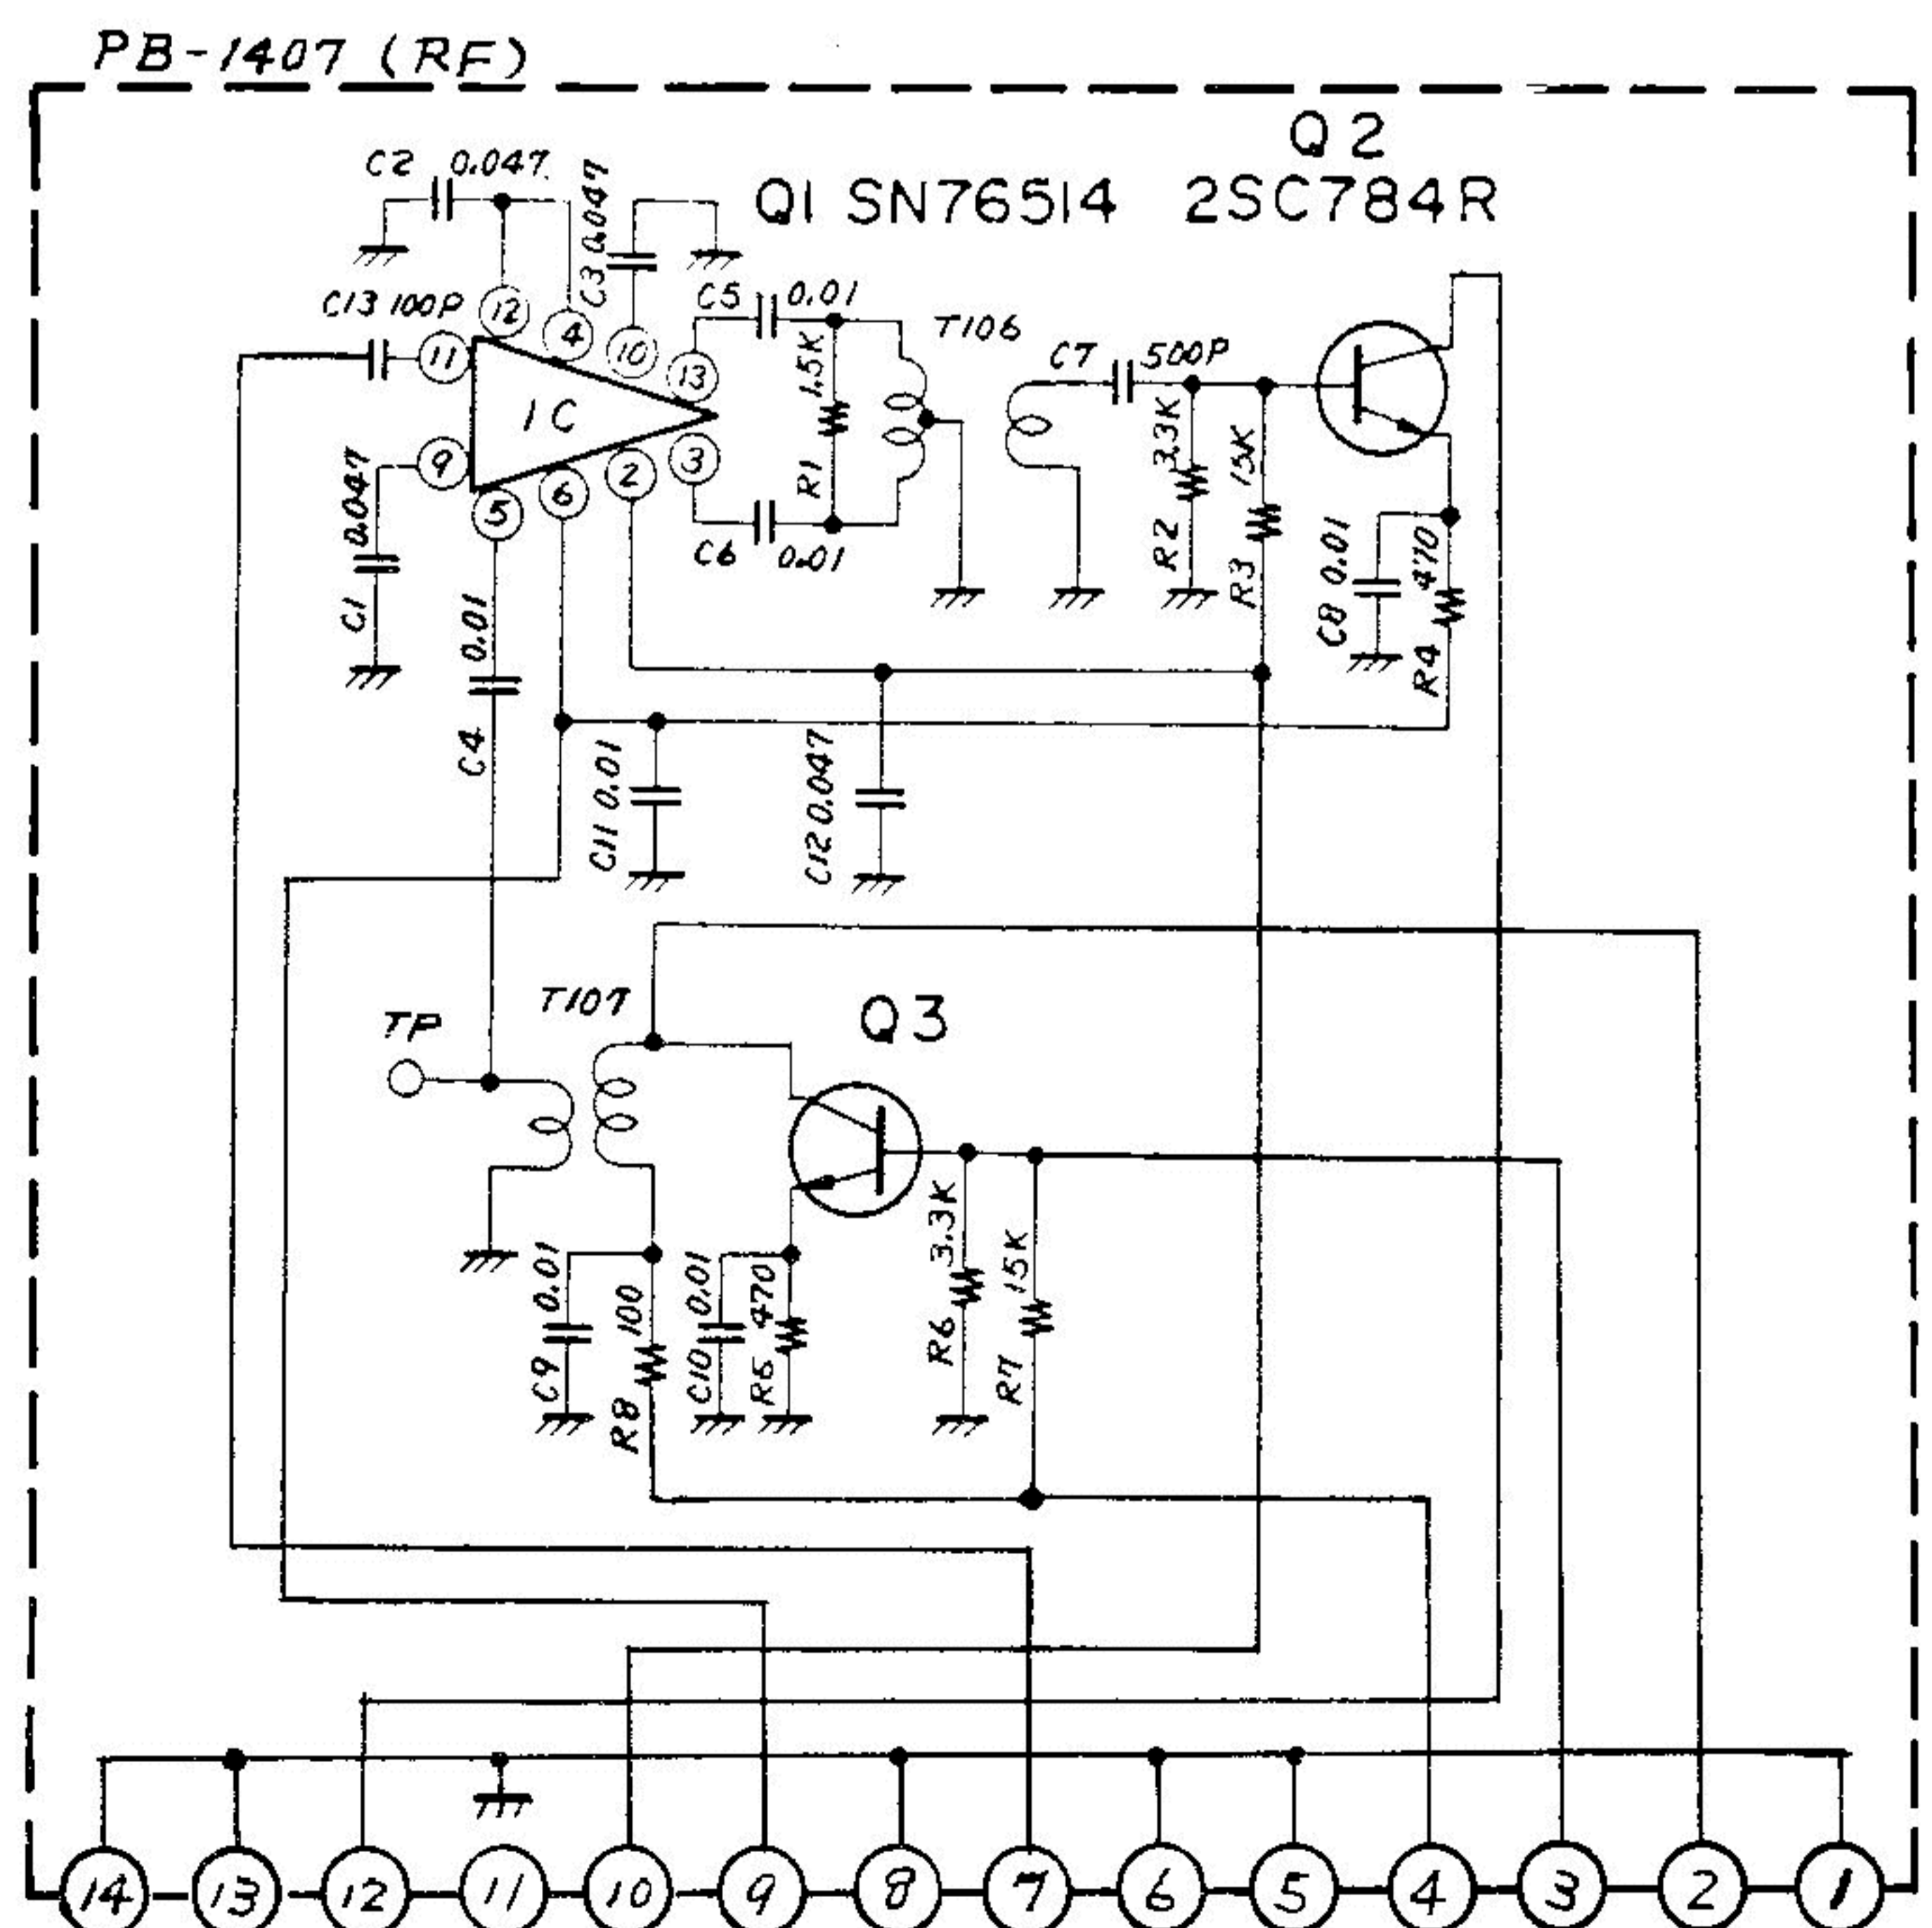 PB-1407 (RF)
Q2
Q1 SN76514 2SC784R
C2 0.047
C3 0.047
C13 100P
12
4
10
13
11
IC
9
5
6
2
3
C5 0.01
1.5K
R1
C6 0.01
T106
C7 500P
3.3K
R2
15K
R3
C8 0.01
470
R4
C1 0.047
C4 0.01
C11 0.01
C12 0.047
T107
TP
Q3
C9 0.01
100
R8
C10 0.01
470
R5
3.3K
R6
15K
R7
14 13 12 11 10 9 8 7 6 5 4 3 2 1